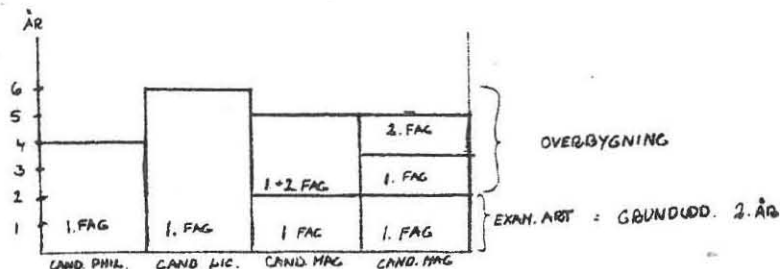 ÅR
6
5
4
3
2
1
2. FAG
OVERBYGNING
1+2 FAG
1. FAG
1. FAG
1. FAG
1 FAG
1. FAG
EXAM. ART = GRUNDUDD. 2. ÅR
CAND. PHIL.
CAND LIC.
CAND. MAG
CAND. MAG